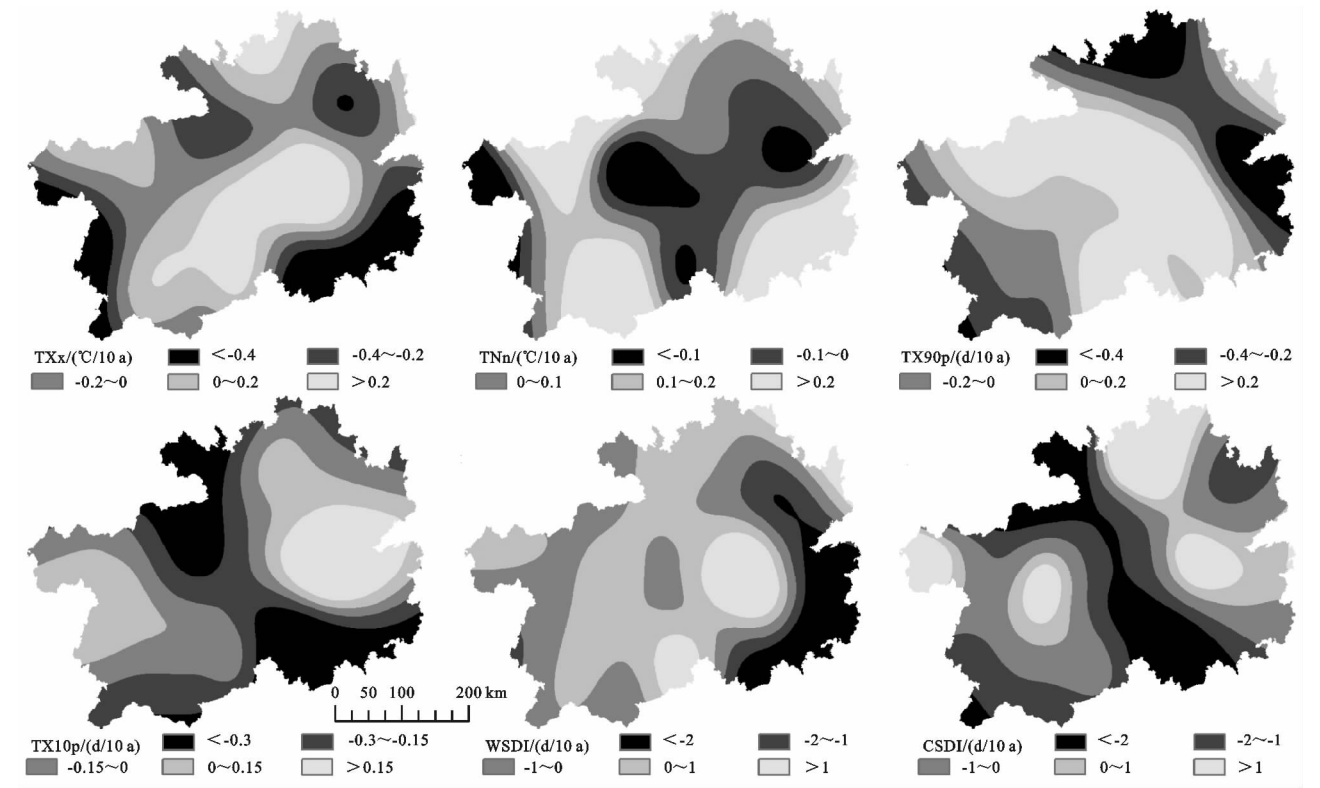 TXx/(℃/10 a) <-0.4 -0.4~-0.2
-0.2~0 0~0.2 >0.2
TNn/(℃/10 a) <-0.1 -0.1~0
0~0.1 0.1~0.2 >0.2
TX90p/(d/10 a) <-0.4 -0.4~-0.2
-0.2~0 0~0.2 >0.2
0 50 100 200 km
TX10p/(d/10 a) <-0.3 -0.3~-0.15
-0.15~0 0~0.15 >0.15
WSDI/(d/10 a) <-2 -2~-1
-1~0 0~1 >1
CSDI/(d/10 a) <-2 -2~-1
-1~0 0~1 >1